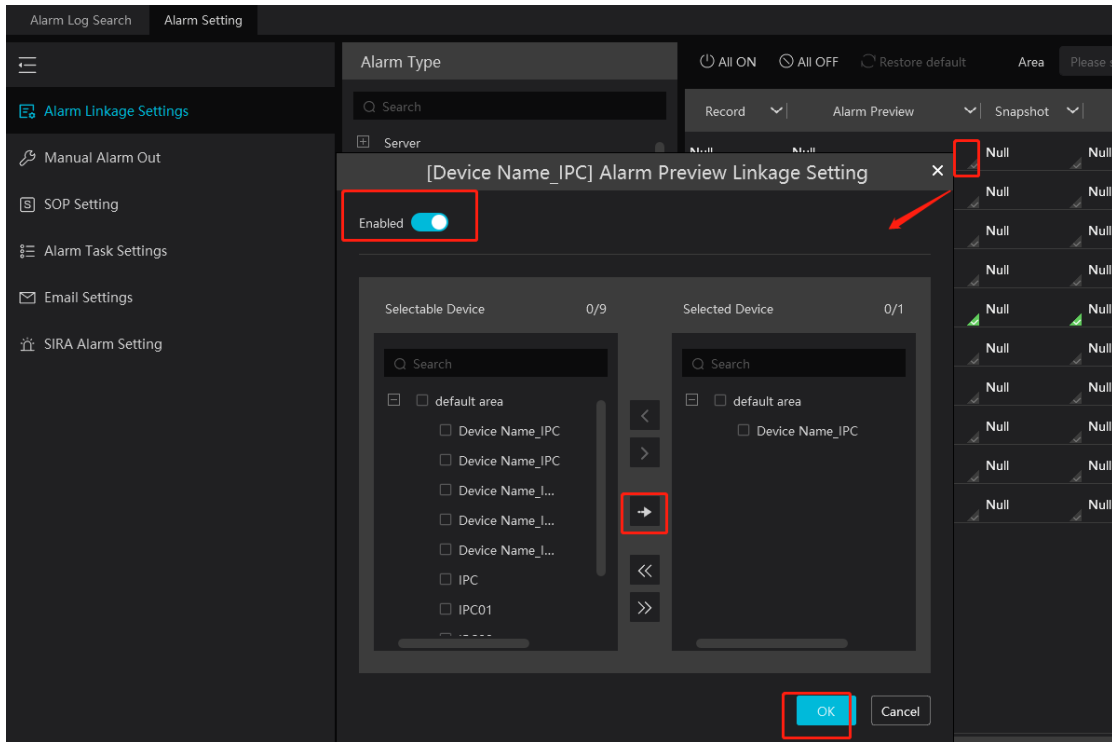 Alarm Log Search Alarm Setting
Alarm Type All ON All OFF Restore default Area Please
Alarm Linkage Settings Search Record Alarm Preview Snapshot
Server
Manual Alarm Out Null Null Null Null
[Device Name_IPC] Alarm Preview Linkage Setting
SOP Setting Enabled Null Null
Alarm Task Settings Null Null
Email Settings Null Null
Selectable Device 0/9 Selected Device 0/1 Null Null
SIRA Alarm Setting Null Null
Search Search
default area default area Null Null
Device Name_IPC Device Name_IPC Null Null
Device Name_IPC Null Null
Device Name_I...
Device Name_I... Null Null
Device Name_I...
IPC
IPC01
OK Cancel